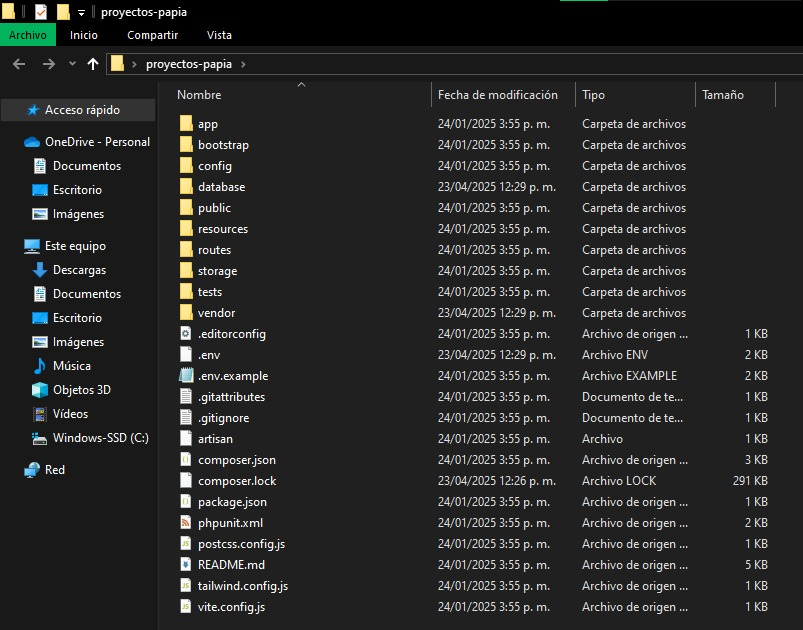 proyectos-papia
Archivo Inicio Compartir Vista
proyectos-papia
Nombre Fecha de modificación Tipo Tamaño
Acceso rápido
OneDrive - Personal
Documentos
Escritorio
Imágenes
Este equipo
Descargas
Documentos
Escritorio
Imágenes
Música
Objetos 3D
Vídeos
Windows-SSD (C:)
Red
app 24/01/2025 3:55 p. m. Carpeta de archivos
bootstrap 24/01/2025 3:55 p. m. Carpeta de archivos
config 24/01/2025 3:55 p. m. Carpeta de archivos
database 23/04/2025 12:29 p. m. Carpeta de archivos
public 24/01/2025 3:55 p. m. Carpeta de archivos
resources 24/01/2025 3:55 p. m. Carpeta de archivos
routes 24/01/2025 3:55 p. m. Carpeta de archivos
storage 24/01/2025 3:55 p. m. Carpeta de archivos
tests 24/01/2025 3:55 p. m. Carpeta de archivos
vendor 23/04/2025 12:29 p. m. Carpeta de archivos
.editorconfig 24/01/2025 3:55 p. m. Archivo de origen ... 1 KB
.env 23/04/2025 12:29 p. m. Archivo ENV 2 KB
.env.example 24/01/2025 3:55 p. m. Archivo EXAMPLE 2 KB
.gitattributes 24/01/2025 3:55 p. m. Documento de te... 1 KB
.gitignore 24/01/2025 3:55 p. m. Documento de te... 1 KB
artisan 24/01/2025 3:55 p. m. Archivo 1 KB
composer.json 24/01/2025 3:55 p. m. Archivo de origen ... 3 KB
composer.lock 23/04/2025 12:26 p. m. Archivo LOCK 291 KB
package.json 24/01/2025 3:55 p. m. Archivo de origen ... 1 KB
phpunit.xml 24/01/2025 3:55 p. m. Archivo de origen ... 2 KB
postcss.config.js 24/01/2025 3:55 p. m. Archivo de origen ... 1 KB
README.md 24/01/2025 3:55 p. m. Archivo de origen ... 5 KB
tailwind.config.js 24/01/2025 3:55 p. m. Archivo de origen ... 1 KB
vite.config.js 24/01/2025 3:55 p. m. Archivo de origen ... 1 KB